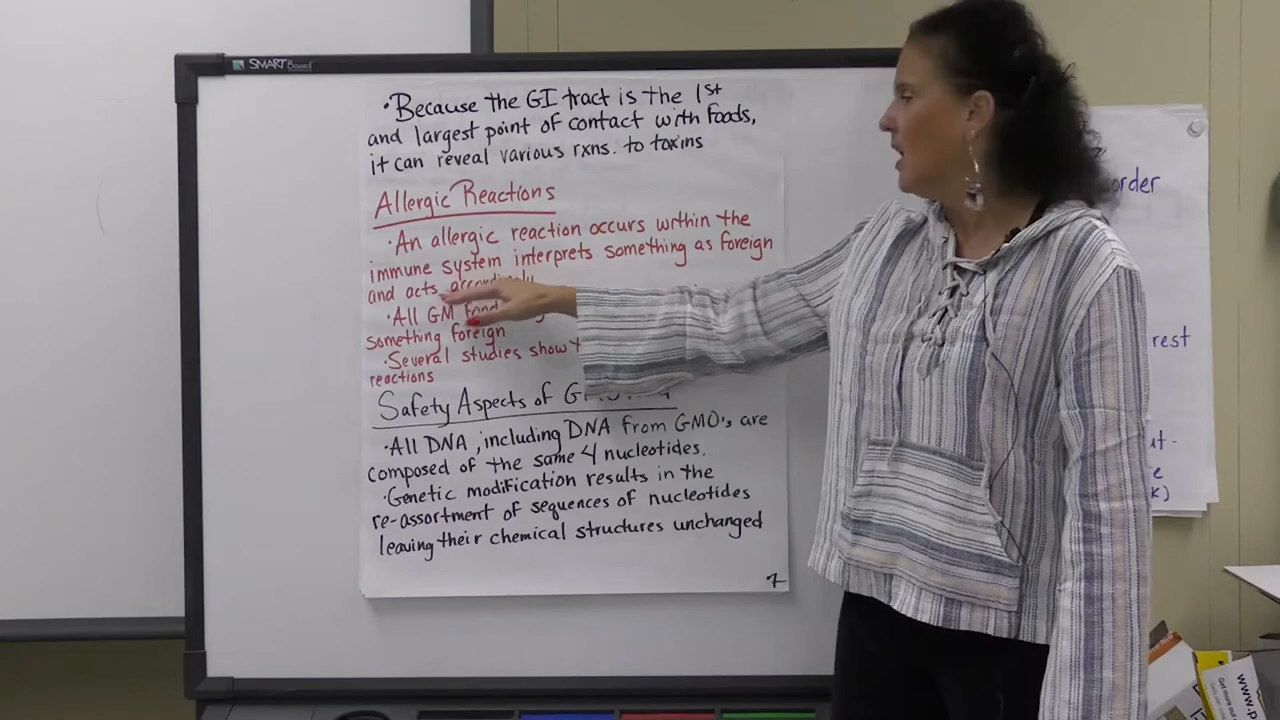 SMART Board
•Because the GI tract is the 1st
and largest point of contact with foods,
it can reveal various rxns. to toxins
Allergic Reactions
•An allergic reaction occurs within the
immune system interprets something as foreign
and acts accordingly
•All GM
something foreign
•Several studies show
reactions
Safety Aspects of
•All DNA, including DNA from GMO's are
composed of the same 4 nucleotides.
•Genetic modification results in the
re-assortment of sequences of nucleotides
leaving their chemical structures unchanged
7
rest
www.p